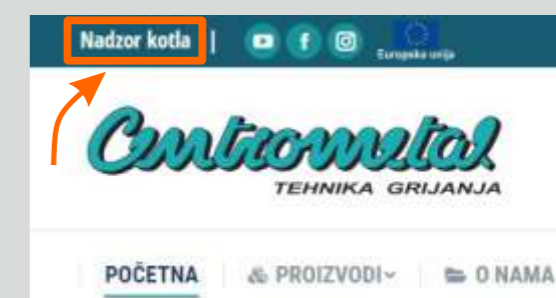 Nadzor kotla |
Europska unija
Centrometal
TEHNIKA GRIJANJA
POČETNA
PROIZVODI
O NAMA